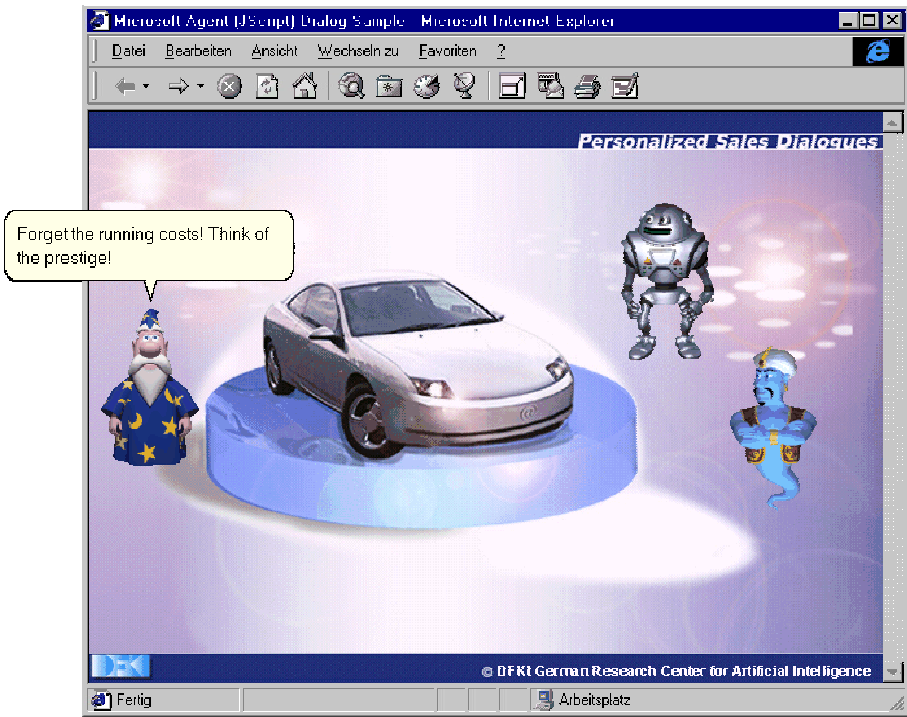 Microsoft Agent (JScript) Dialog Sample - Microsoft Internet Explorer
Datei Bearbeiten Ansicht Wechseln zu Favoriten ?
Personalized Sales Dialogues
Forget the running costs! Think of
the prestige!
DFKI
© DFKI German Research Center for Artificial Intelligence
Fertig
Arbeitsplatz